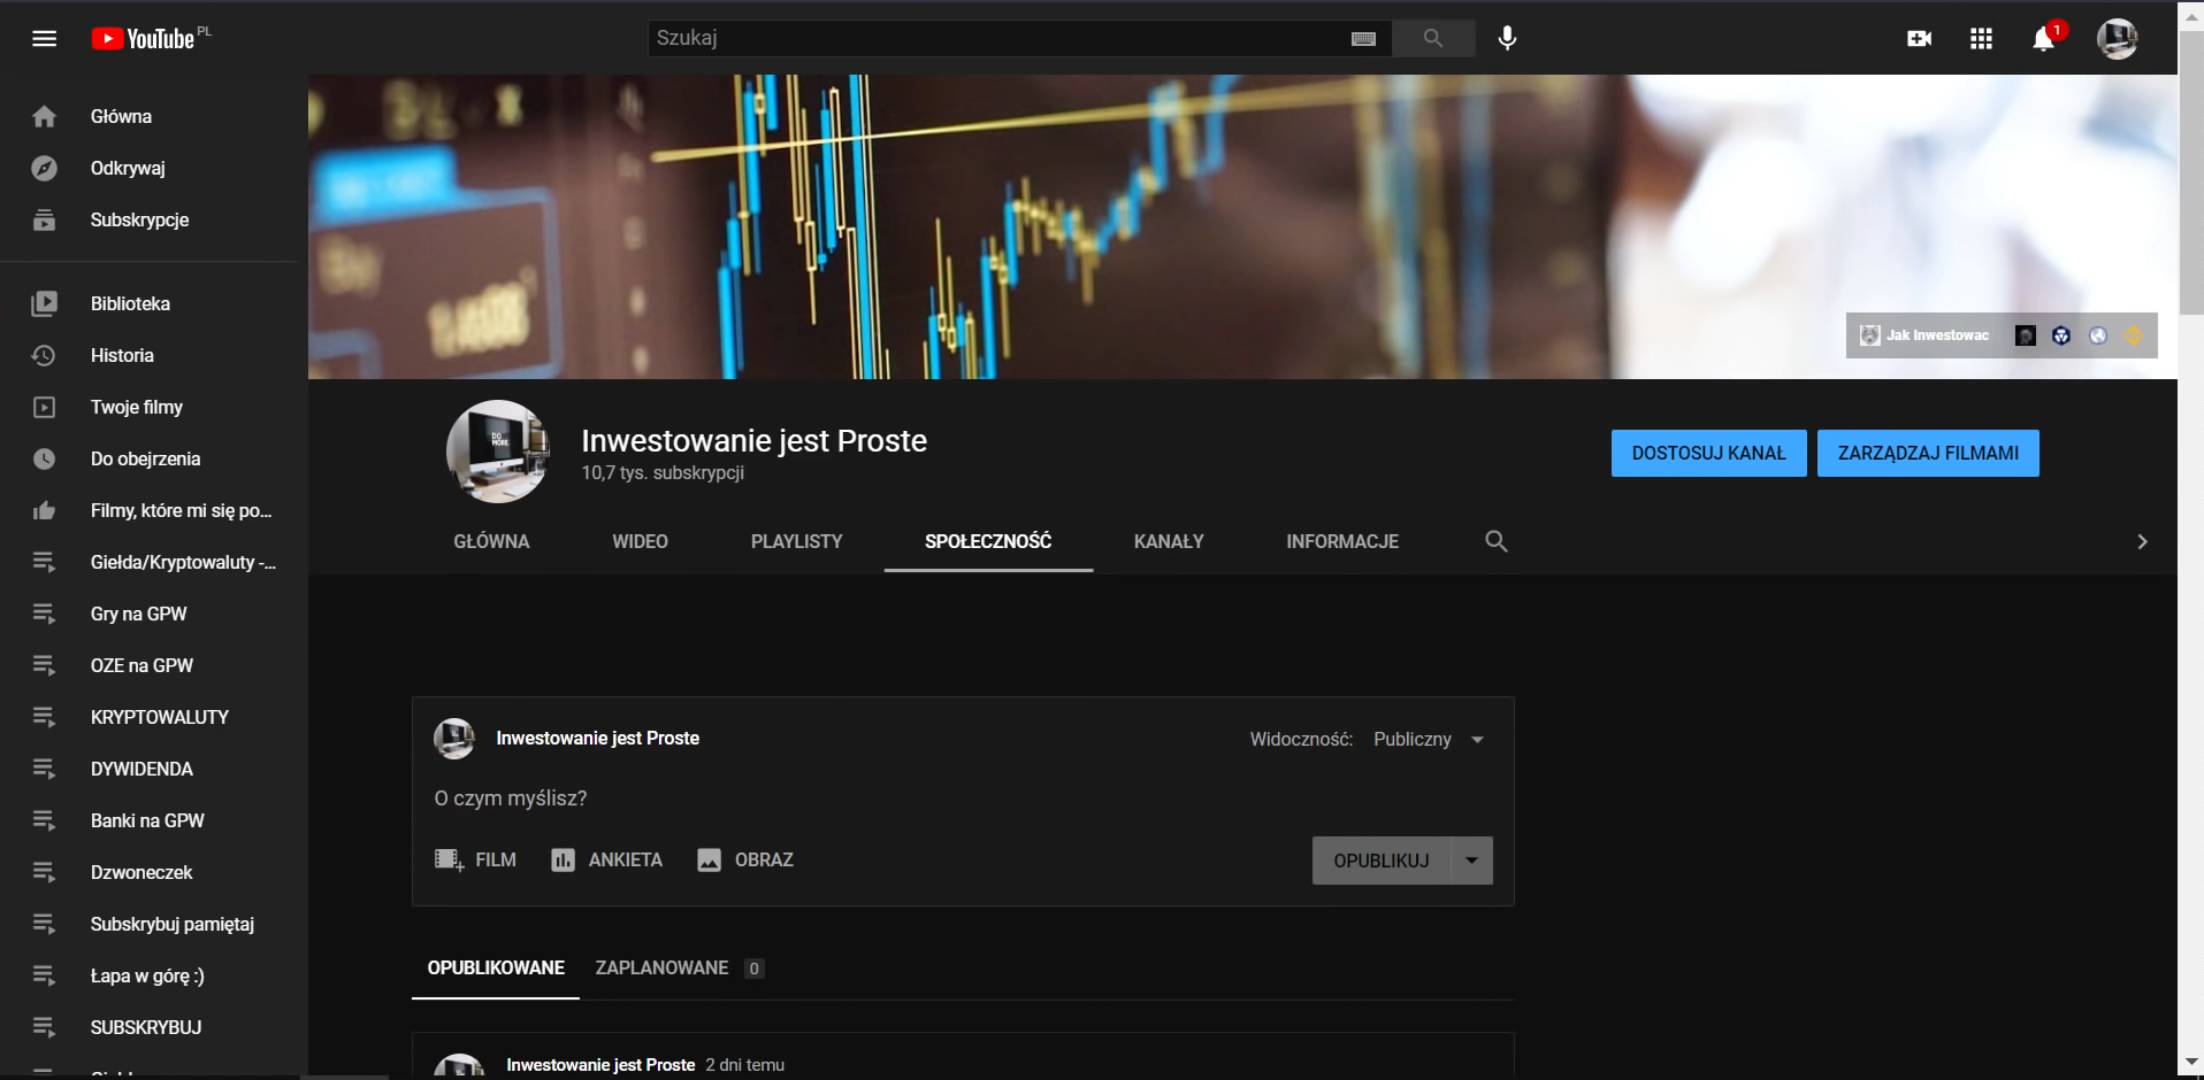 YouTube PL
Szukaj
1
Główna
Odkrywaj
Subskrypcje
Biblioteka
Historia
Twoje filmy
Do obejrzenia
Filmy, które mi się po...
Giełda/Kryptowaluty -...
Gry na GPW
OZE na GPW
KRYPTOWALUTY
DYWIDENDA
Banki na GPW
Dzwoneczek
Subskrybuj pamiętaj
Łapa w górę :)
SUBSKRYBUJ
Jak Inwestowac
DO
MORE.
Inwestowanie jest Proste
10,7 tys. subskrypcji
DOSTOSUJ KANAŁ
ZARZĄDZAJ FILMAMI
GŁÓWNA
WIDEO
PLAYLISTY
SPOŁECZNOŚĆ
KANAŁY
INFORMACJE
Inwestowanie jest Proste
Widoczność: Publiczny
O czym myślisz?
FILM
ANKIETA
OBRAZ
OPUBLIKUJ
OPUBLIKOWANE
ZAPLANOWANE 0
Inwestowanie jest Proste 2 dni temu